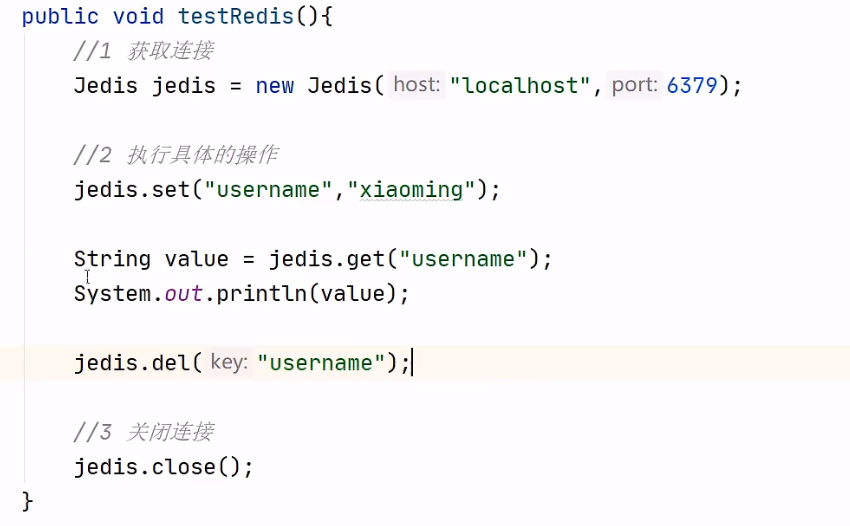 public void testRedis(){
//1 获取连接
Jedis jedis = new Jedis( host: "localhost", port: 6379);
//2 执行具体的操作
jedis.set("username","xiaoming");
String value = jedis.get("username");
System.out.println(value);
jedis.del( key: "username");
//3 关闭连接
jedis.close();
}